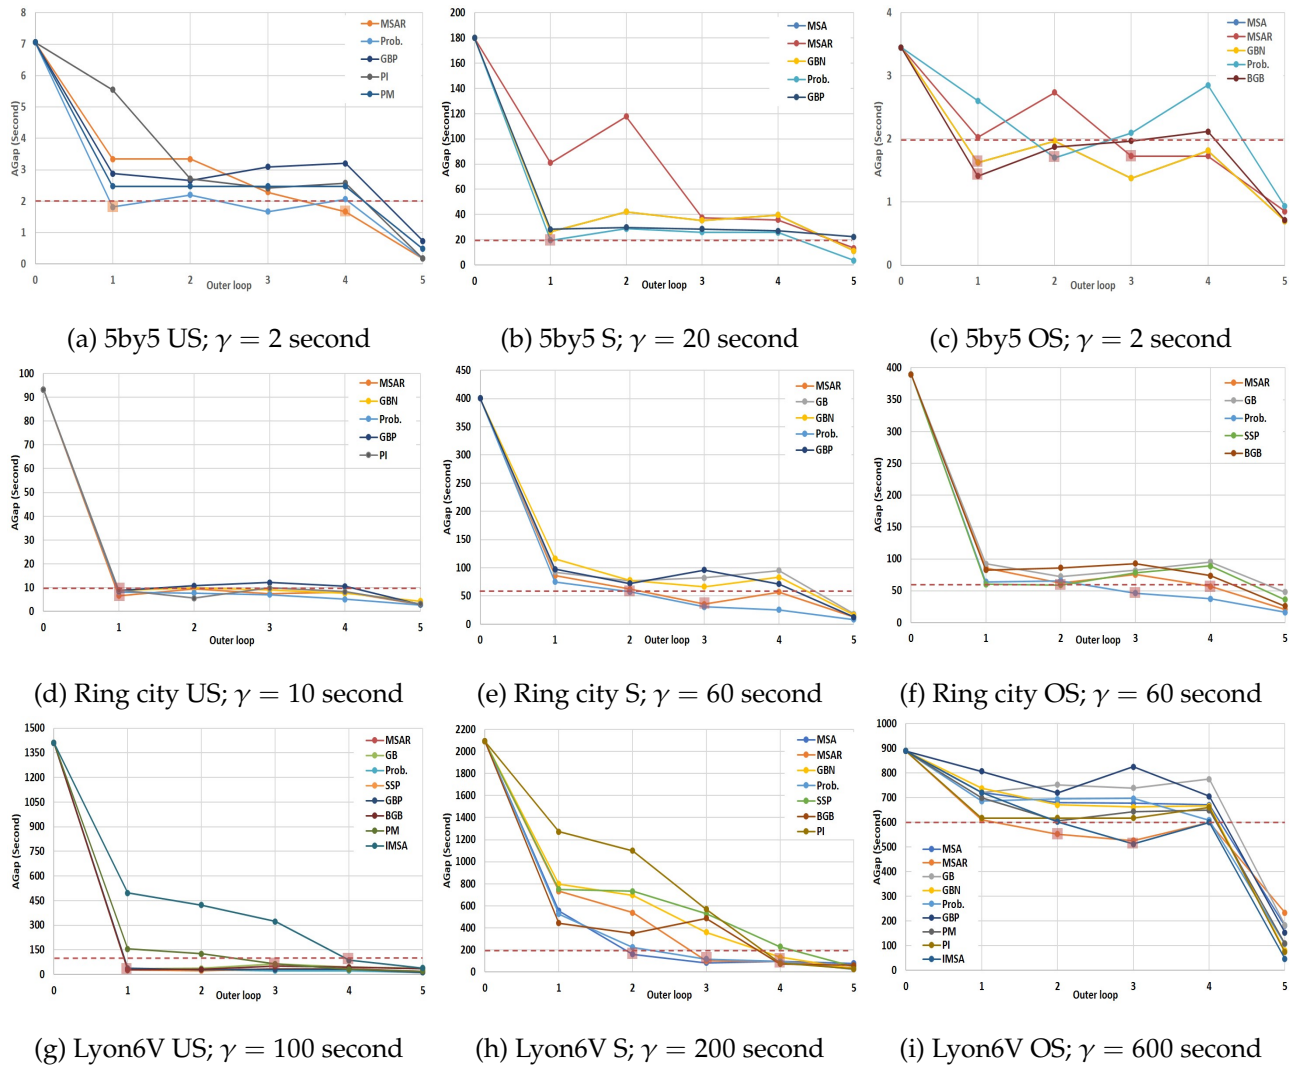 AGap (Second)
8
7
6
5
4
3
2
1
0
0
1
2
3
4
5
Outer loop
MSAR
Prob.
GBP
PI
PM
(a) 5by5 US; γ = 2 second
AGap (Second)
200
180
160
140
120
100
80
60
40
20
0
0
1
2
3
4
5
Outer loop
MSA
MSAR
GBN
Prob.
GBP
(b) 5by5 S; γ = 20 second
AGap (Second)
4
3
2
1
0
0
1
2
3
4
5
Outer loop
MSA
MSAR
GBN
Prob.
BGB
(c) 5by5 OS; γ = 2 second
AGap (Second)
100
90
80
70
60
50
40
30
20
10
0
0
1
2
3
4
5
Outer loop
MSAR
GBN
Prob.
GBP
PI
(d) Ring city US; γ = 10 second
AGap (Second)
450
400
350
300
250
200
150
100
50
0
0
1
2
3
4
5
Outer loop
MSAR
GB
GBN
Prob.
GBP
(e) Ring city S; γ = 60 second
AGap (Second)
400
350
300
250
200
150
100
50
0
0
1
2
3
4
5
Outer loop
MSAR
GB
Prob.
SSP
BGB
(f) Ring city OS; γ = 60 second
AGap (Second)
1500
1350
1200
1050
900
750
600
450
300
150
0
0
1
2
3
4
5
Outer loop
MSAR
GB
Prob.
SSP
GBP
BGB
PM
IMSA
(g) Lyon6V US; γ = 100 second
AGap (Second)
2200
2000
1800
1600
1400
1200
1000
800
600
400
200
0
0
1
2
3
4
5
Outer loop
MSA
MSAR
GBN
Prob.
SSP
BGB
PI
(h) Lyon6V S; γ = 200 second
AGap (Second)
1000
900
800
700
600
500
400
300
200
100
0
0
1
2
3
4
5
Outer loop
MSA
MSAR
GB
GBN
Prob.
GBP
PM
PI
IMSA
(i) Lyon6V OS; γ = 600 second